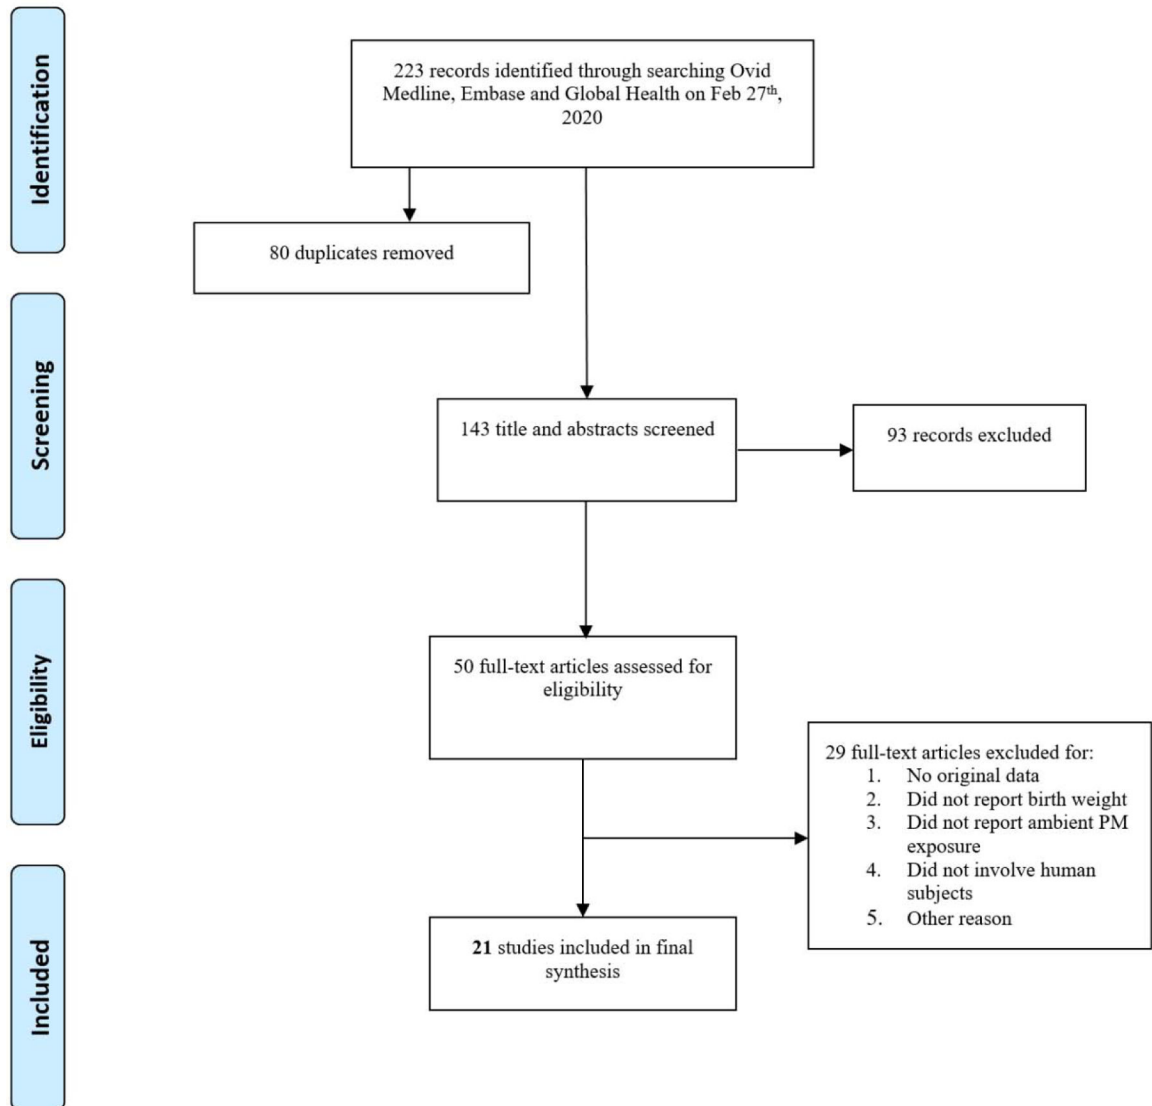 Identification
223 records identified through searching Ovid
Medline, Embase and Global Health on Feb 27th,
2020
80 duplicates removed
Screening
143 title and abstracts screened
93 records excluded
Eligibility
50 full-text articles assessed for
eligibility
29 full-text articles excluded for:
1. No original data
2. Did not report birth weight
3. Did not report ambient PM
exposure
4. Did not involve human
subjects
5. Other reason
Included
21 studies included in final
synthesis